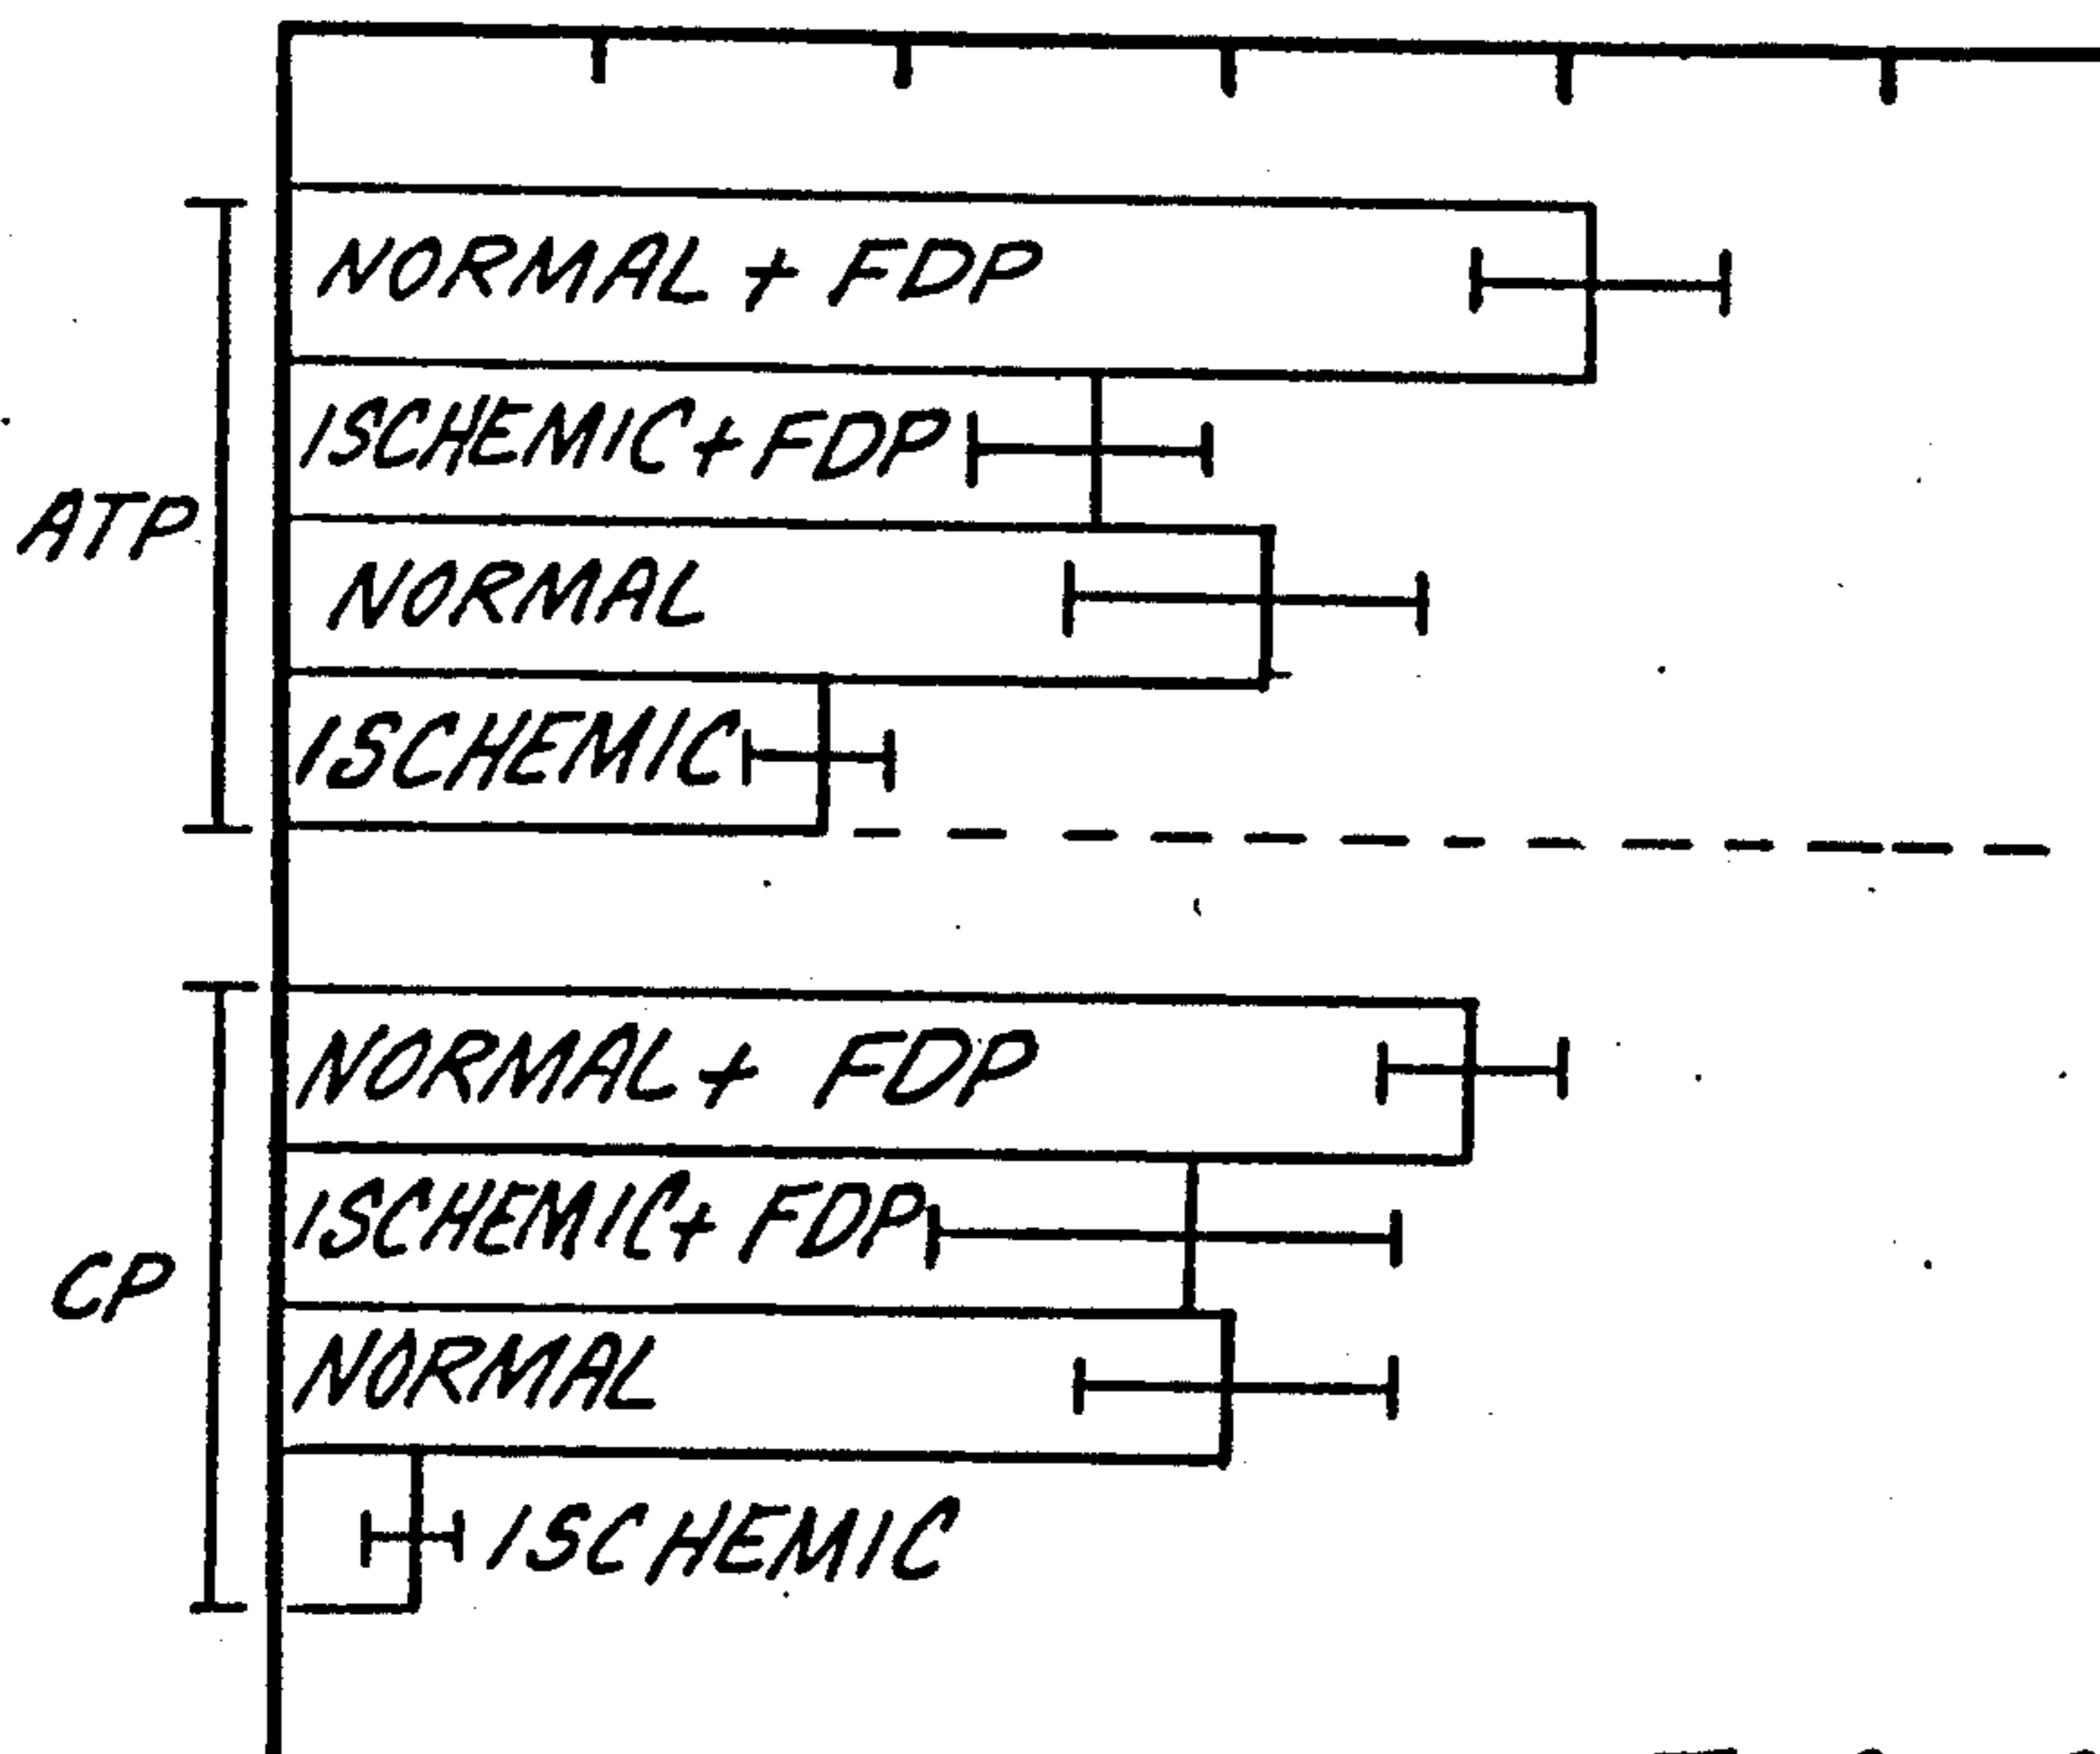 NORMAL + FDP
ISCHEMIC + FDP
ATP
NORMAL
ISCHEMIC
NORMAL + FDP
ISCHEMIC + FDP
CP
NORMAL
ISCHEMIC